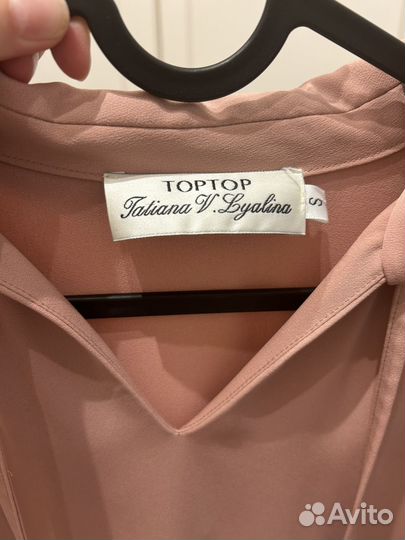 TOPTOP
Tatiana V. Lyalina
S
Avito